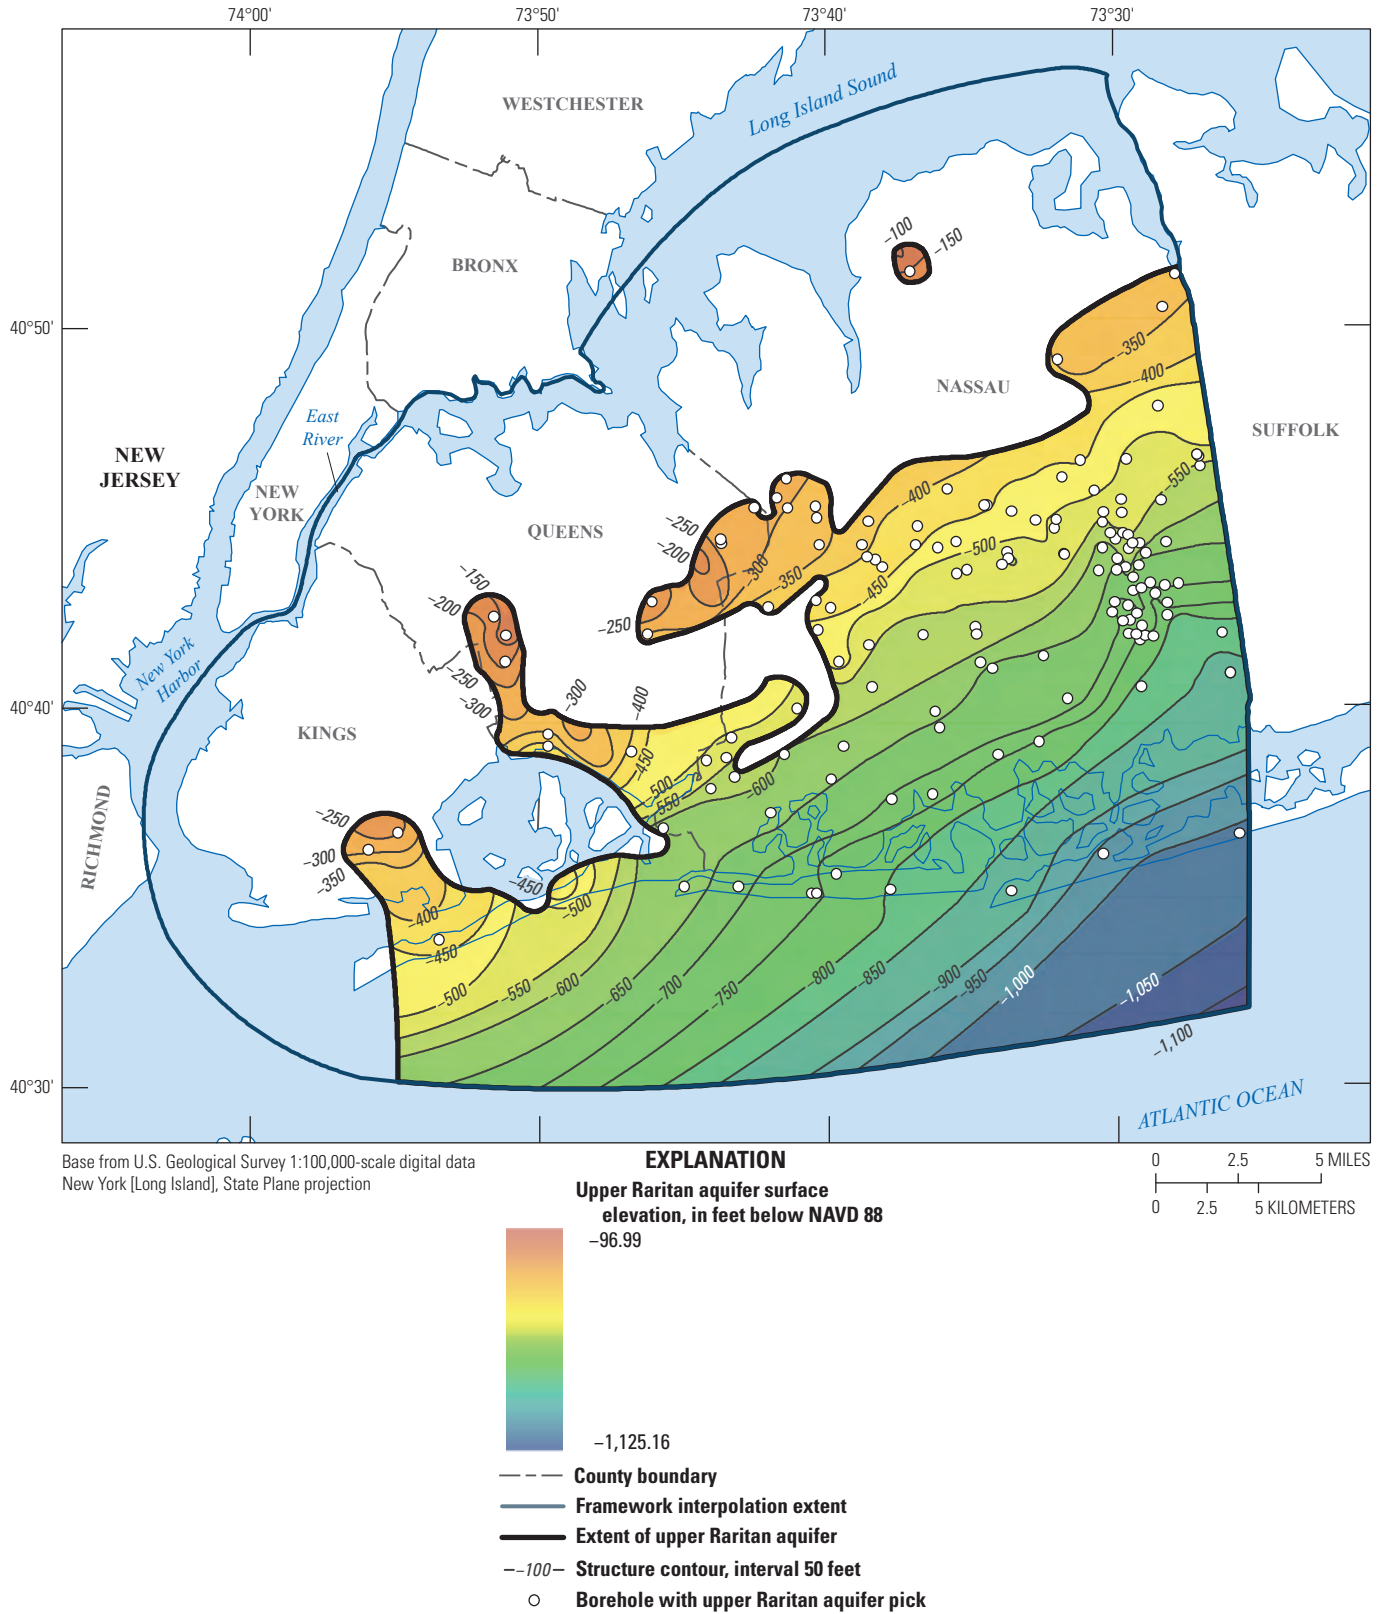 74°00'
73°50'
73°40'
73°30'
WESTCHESTER
Long Island Sound
−100
−150
BRONX
40°50'
−350
−400
NASSAU
East
River
SUFFOLK
NEW
JERSEY
NEW
YORK
−550
−400
QUEENS
−250
−200
−500
−300
−350
−450
−150
−200
−250
New York
Harbor
−250
−300
−300
−400
40°40'
KINGS
−450
−500
−550
−600
RICHMOND
−250
−300
−350
−450
−500
−400
−450
−500
−550
−600
−650
−700
−750
−800
−850
−900
−950
−1,000
−1,050
−1,100
40°30'
ATLANTIC OCEAN
Base from U.S. Geological Survey 1:100,000-scale digital data
New York [Long Island], State Plane projection
0 2.5 5 MILES
0 2.5 5 KILOMETERS
EXPLANATION
Upper Raritan aquifer surface
elevation, in feet below NAVD 88
−96.99
−1,125.16
County boundary
Framework interpolation extent
Extent of upper Raritan aquifer
−100 Structure contour, interval 50 feet
Borehole with upper Raritan aquifer pick